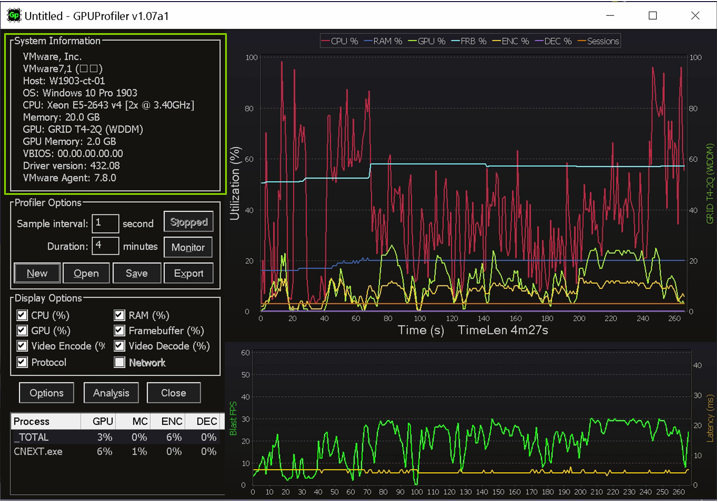 Untitled - GPUProfiler v1.07a1
System Information
VMware, Inc.
VMware7,1 (□□)
Host: W1903-ct-01
OS: Windows 10 Pro 1903
CPU: Xeon E5-2643 v4 [2x @ 3.40GHz]
Memory: 20.0 GB
GPU: GRID T4-2Q (WDDM)
GPU Memory: 2.0 GB
VBIOS: 00.00.00.00.00
Driver version: 432.08
VMware Agent: 7.8.0
Profiler Options
Sample interval: 1 second Stopped
Duration: 4 minutes Monitor
New Open Save Export
Display Options
CPU (%) RAM (%)
GPU (%) Framebuffer (%)
Video Encode (% Video Decode (%)
Protocol Network
Options Analysis Close
Process GPU MC ENC DEC
_TOTAL 3% 0% 6% 0%
CNEXT.exe 6% 1% 0% 0%
CPU % RAM % GPU % FRB % ENC % DEC % Sessions
100 100
80 80
60 60
40 40
20 20
0 0
Utilization (%)
GRID T4-2Q (WDDM)
0 20 40 60 80 100 120 140 160 180 200 220 240 260
Time (s) TimeLen 4m27s
60
50 40
40 30
30 20
20
10 10
0 0
Blast FPS
Latency (ms)
0 10 20 30 40 50 60 70 80 90 100 110 120 130 140 150 160 170 180 190 200 210 220 230 240 250 260